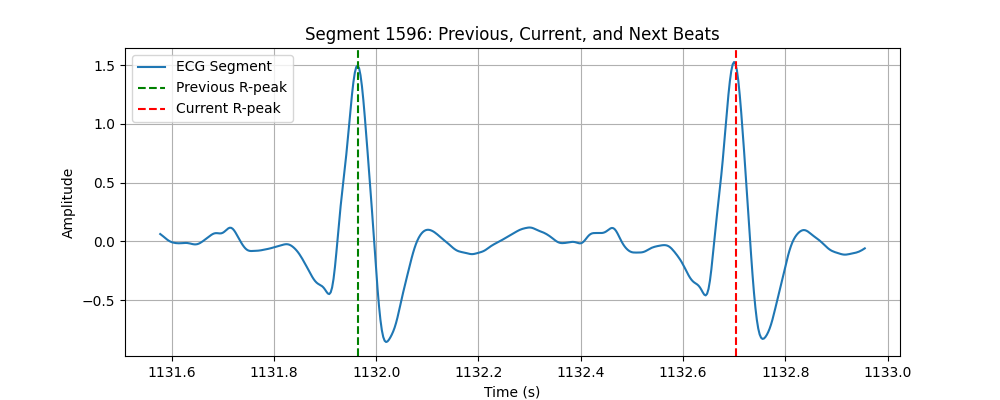 Segment 1596: Previous, Current, and Next Beats
ECG Segment
Previous R-peak
Current R-peak
Amplitude
1.5
1.0
0.5
0.0
−0.5
1131.6
1131.8
1132.0
1132.2
1132.4
1132.6
1132.8
1133.0
Time (s)